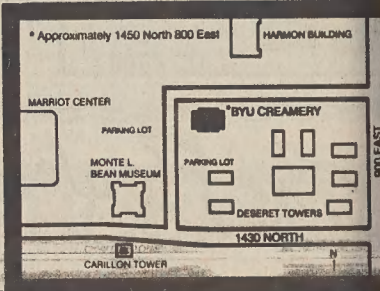 * Approximately 1450 North 800 East
HARMON BUILDING
MARRIOT CENTER
PARKING LOT
*BYU CREAMERY
900 EAST
MONTE L.
BEAN MUSEUM
PARKING LOT
DESERET TOWERS
1430 NORTH
N
CARILLON TOWER